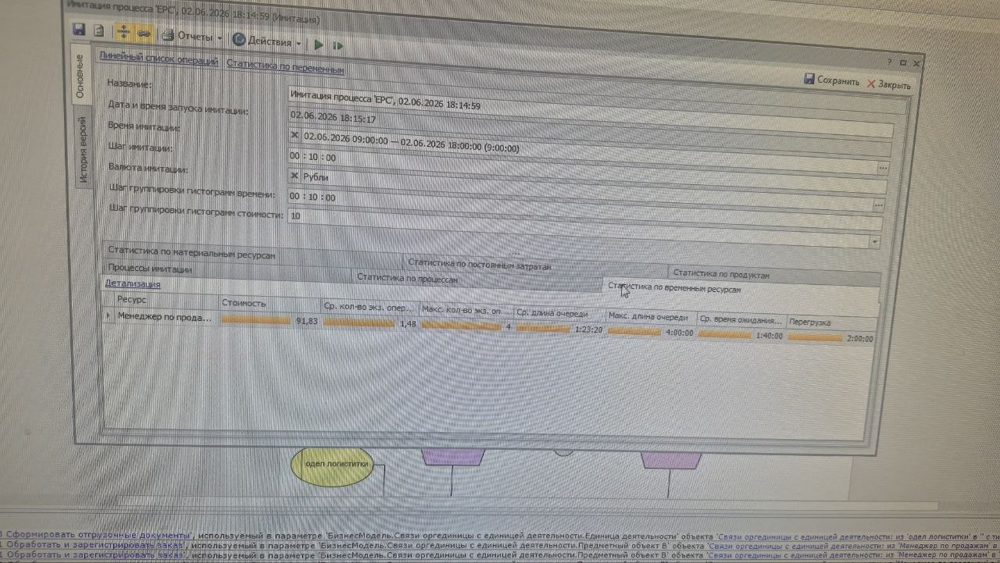 Имитация процесса 'EPC', 02.06.2026 18:14:59 (Имитация)
Отчеты Действия
Сохранить Закрыть
Основные
История версий
Линейный список операций Статистика по переменным
Название: Имитация процесса 'EPC', 02.06.2026 18:14:59
Дата и время запуска имитации: 02.06.2026 18:15:17
Время имитации: 02.06.2026 09:00:00 — 02.06.2026 18:00:00 (9:00:00)
Шаг имитации: 00 : 10 : 00
Валюта имитации: Рубли
Шаг группировки гистограмм времени: 00 : 10 : 00
Шаг группировки гистограмм стоимости: 10
Статистика по материальным ресурсам Статистика по постоянным затратам Статистика по продуктам
Процессы имитации Статистика по процессам Статистика по временным ресурсам
Детализация
Ресурс Стоимость Ср. кол-во экз. опер... Макс. кол-во экз. оп... Ср. длина очереди Макс. длина очереди Ср. время ожидания... Перегрузка
Менеджер по прода... 91,83 1,48 4 1:23:20 4:00:00 1:40:00 2:00:00
одел логиститки
Сформировать отгрузочные документы', используемый в параметре 'БизнесМодель.Связи оргединицы с единицей деятельности.Единица деятельности' объекта 'Связи оргединицы с единицей деятельности: из 'одел логиститки' в '' с ти
1 Обработать и зарегистрировать заказ', используемый в параметре 'БизнесМодель.Связи оргединицы с единицей деятельности.Предметный объект B' объекта 'Связи оргединицы с единицей деятельности: из 'Менеджер по продажам' в
1 Обработать и зарегистрировать заказ', используемый в параметре 'БизнесМодель.Связи оргединицы с единицей деятельности.Предметный объект B' объекта 'Связи оргединицы с единицей деятельности: из 'Менеджер по продажам' в